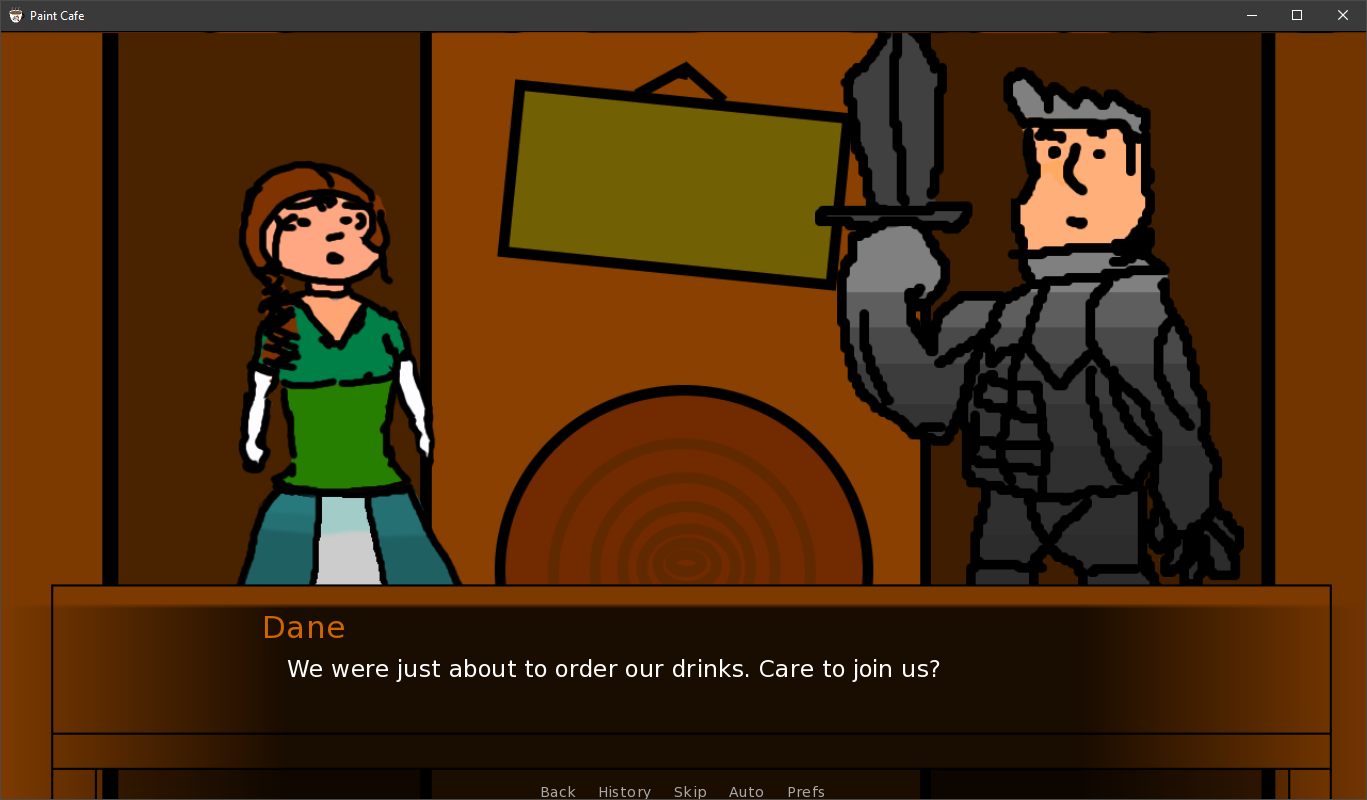 Paint Cafe
Dane
We were just about to order our drinks. Care to join us?
Back History Skip Auto Prefs